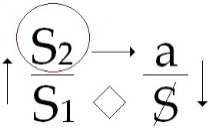 S2 → a
S1 ◇ $